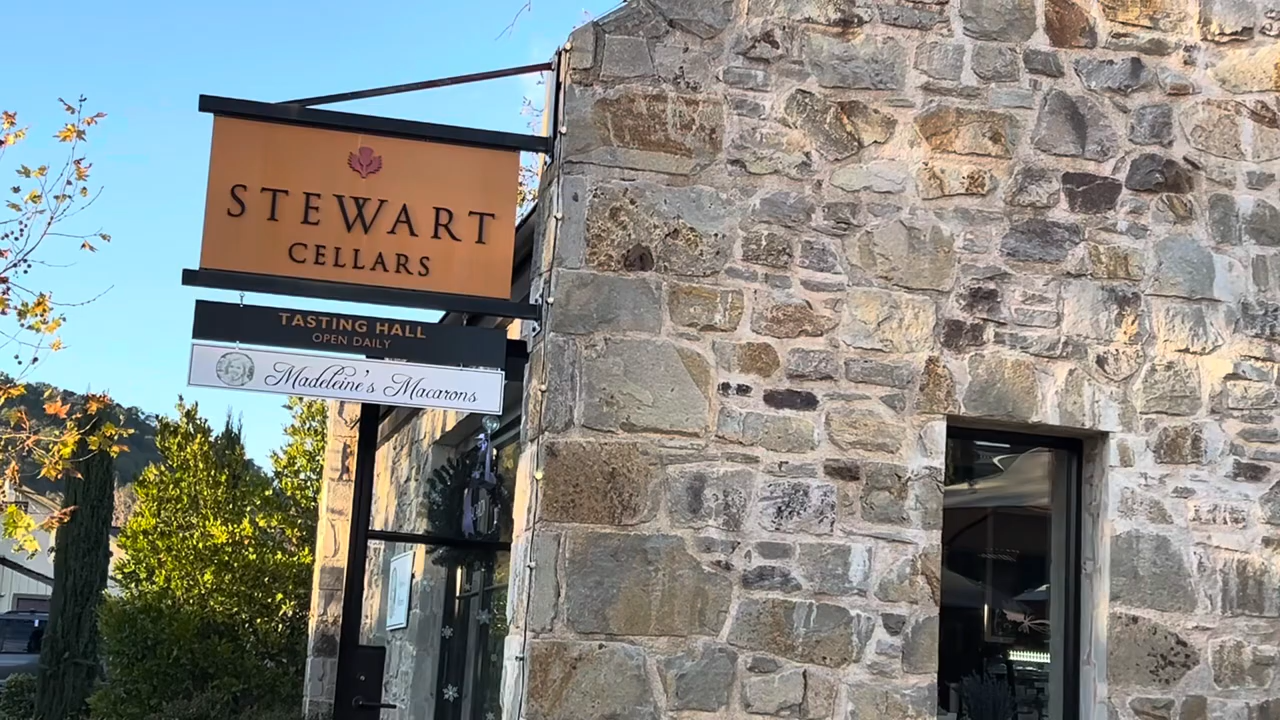 STEWART
CELLARS
TASTING HALL
OPEN DAILY
Madeleine's Macarons